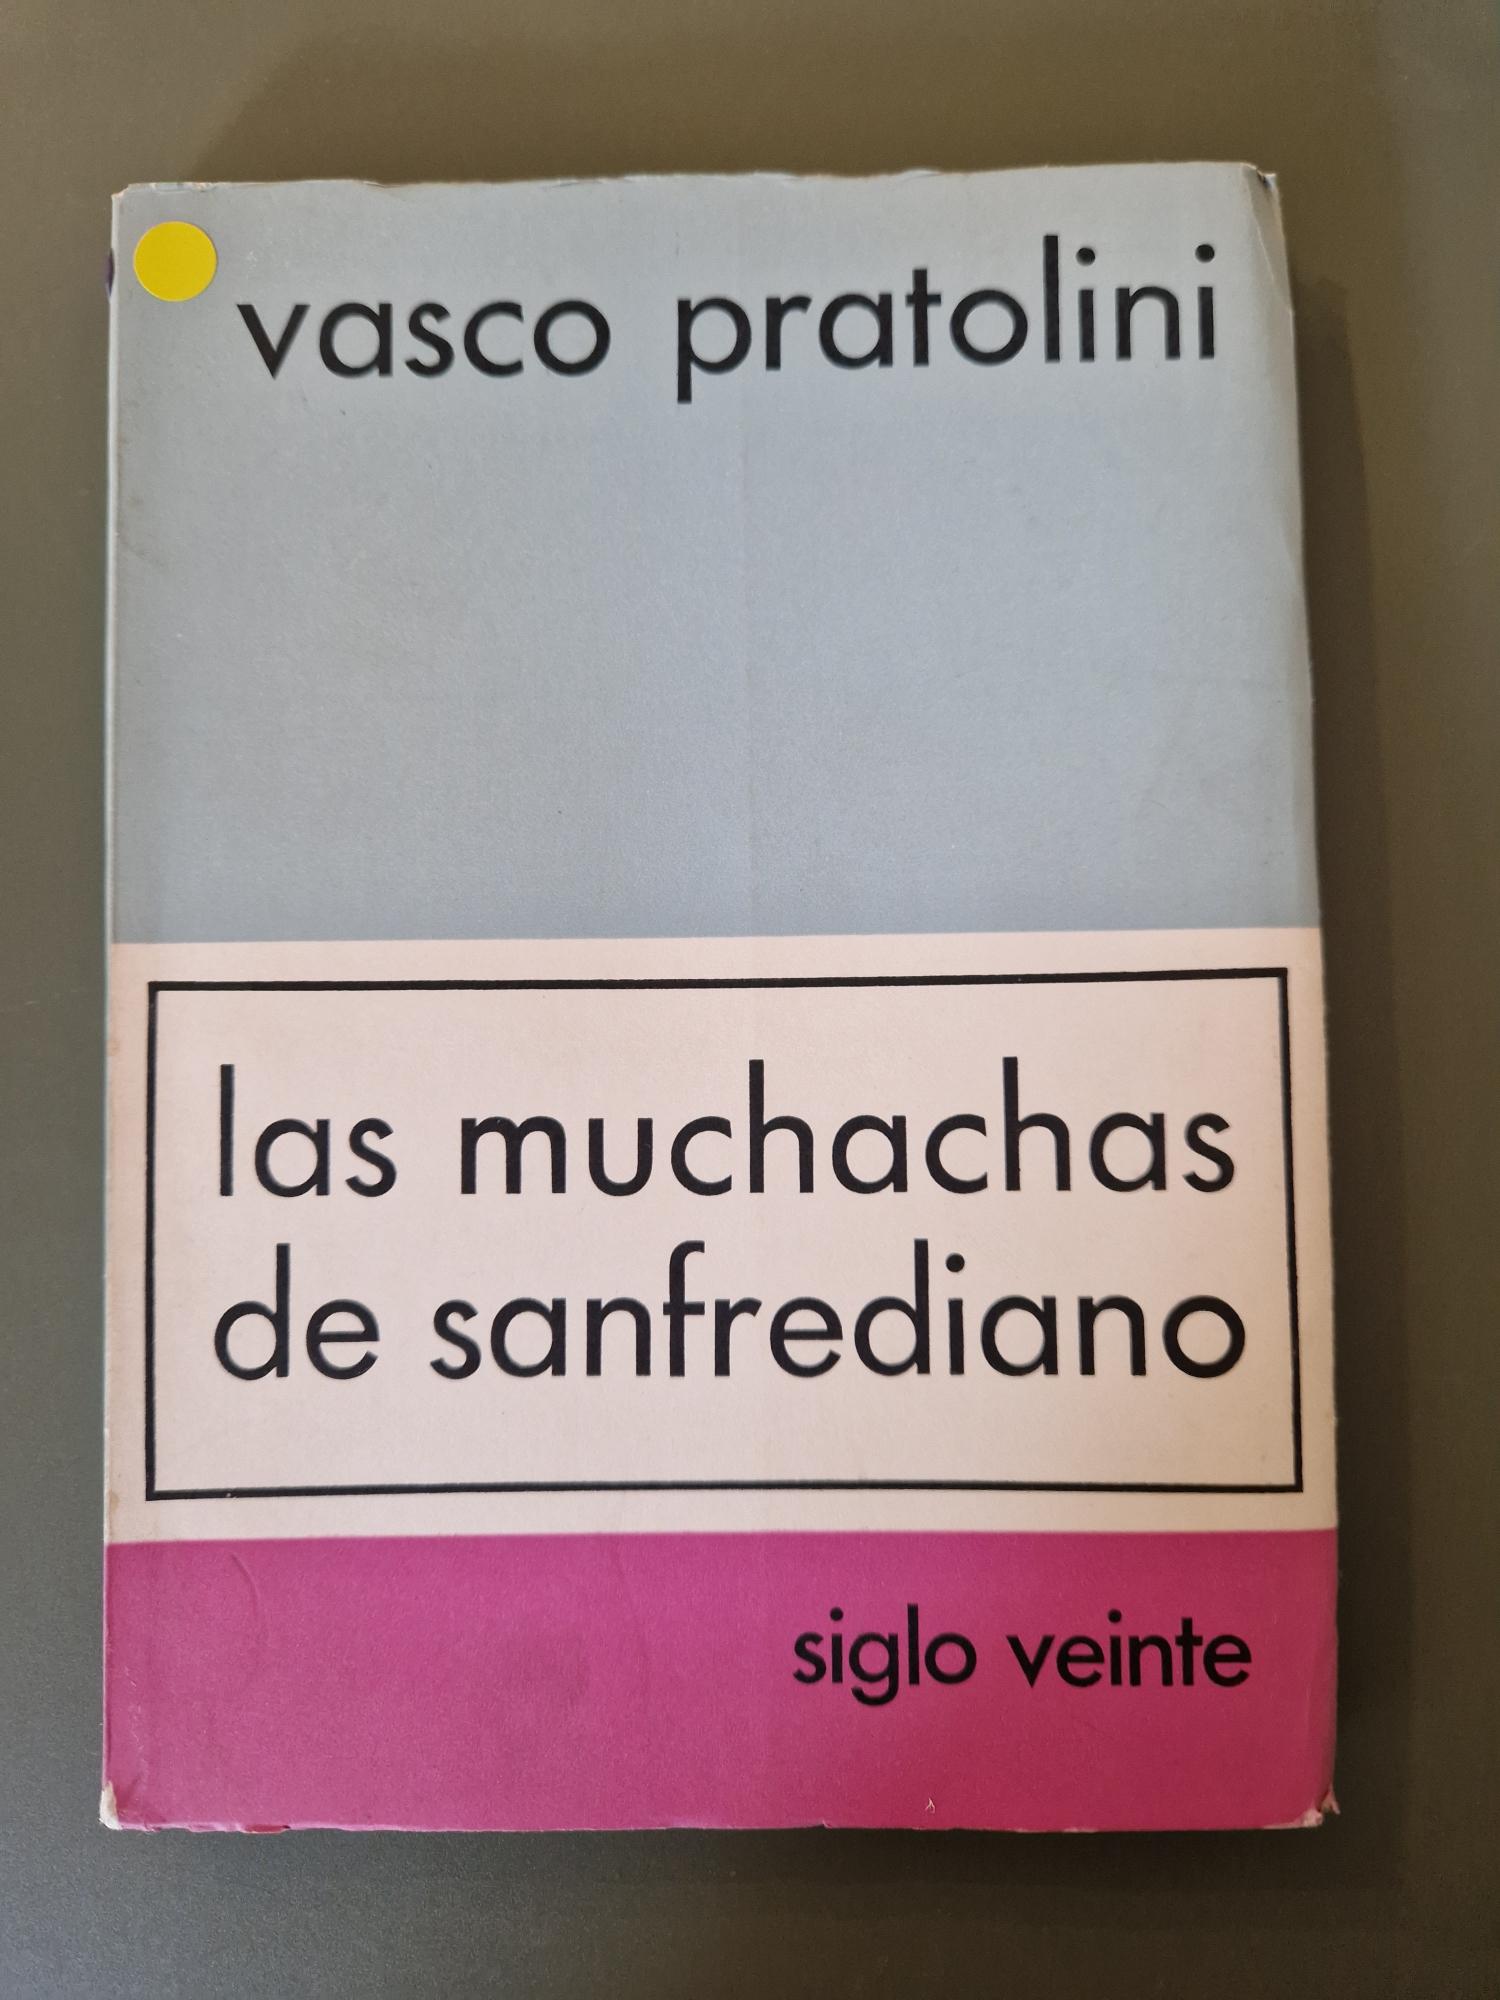 vasco pratolini
las muchachas
de sanfrediano
siglo veinte